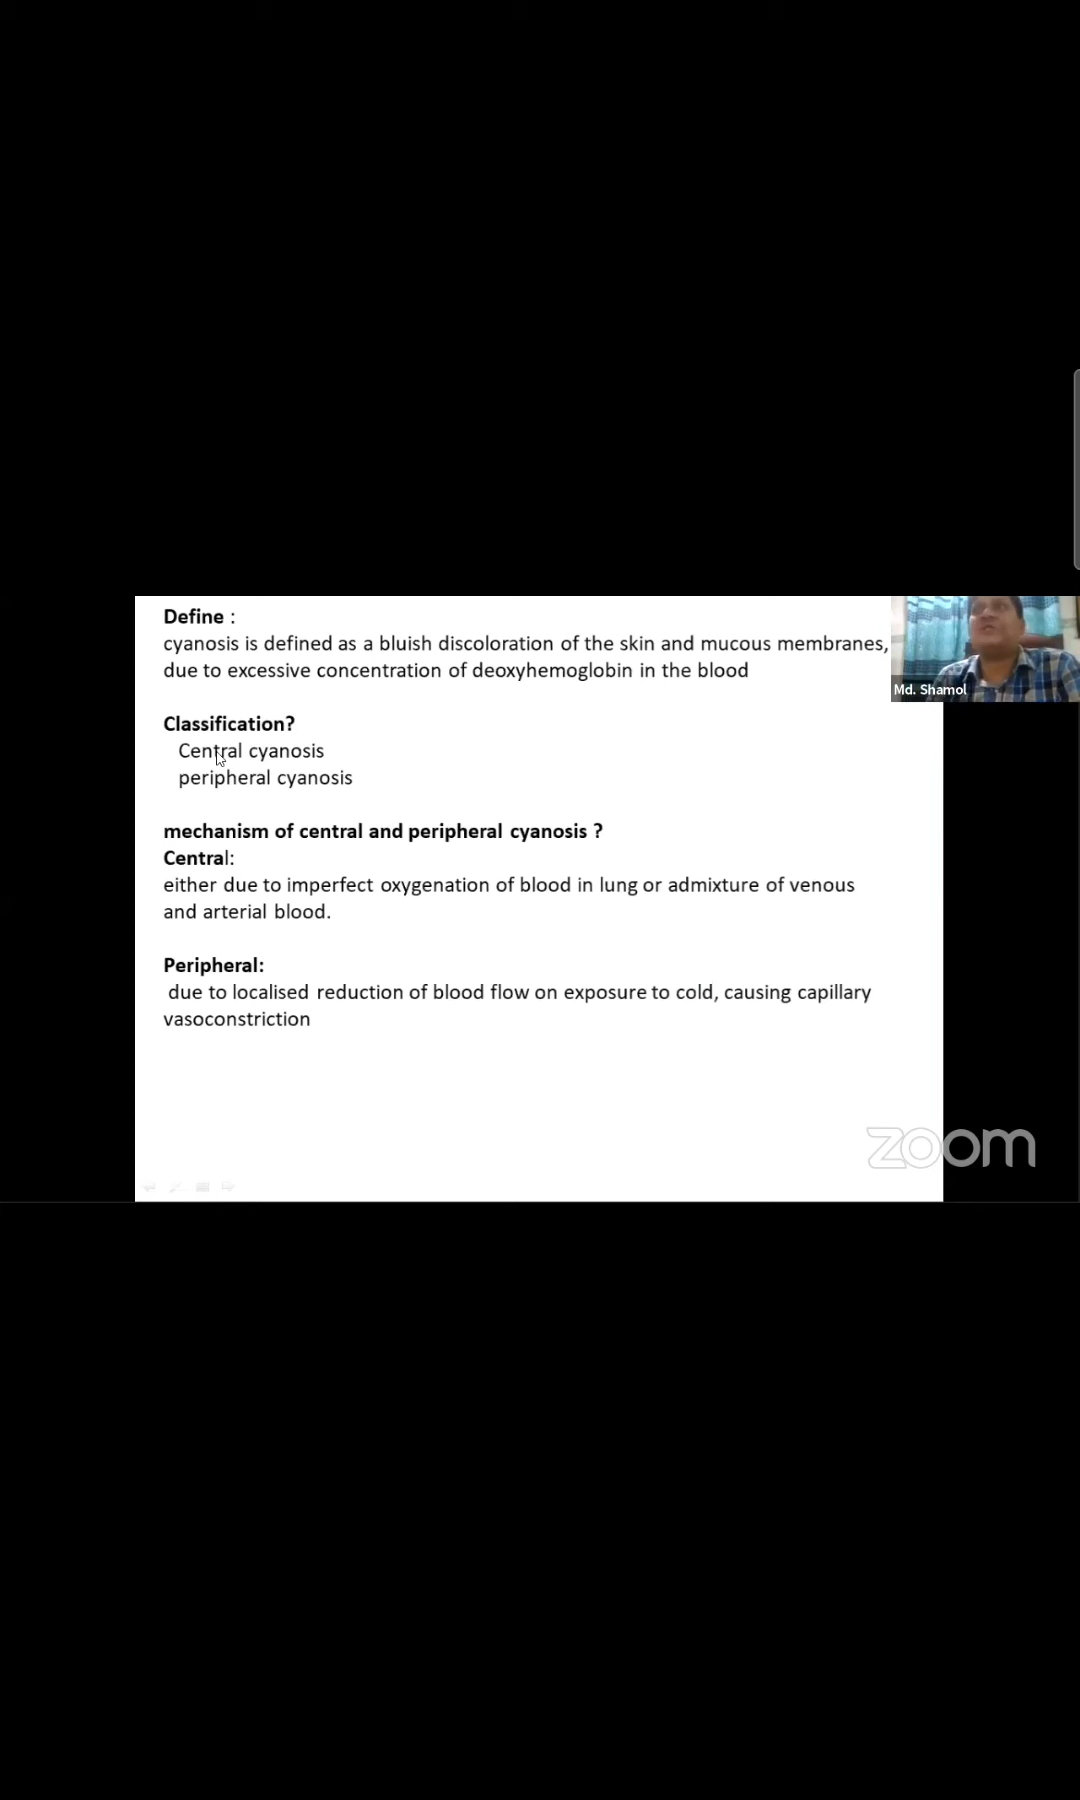 Define :
cyanosis is defined as a bluish discoloration of the skin and mucous membranes,
due to excessive concentration of deoxyhemoglobin in the blood
Md. Shamol
Classification?
Central cyanosis
peripheral cyanosis
mechanism of central and peripheral cyanosis ?
Central:
either due to imperfect oxygenation of blood in lung or admixture of venous
and arterial blood.
Peripheral:
due to localised reduction of blood flow on exposure to cold, causing capillary
vasoconstriction
zoom